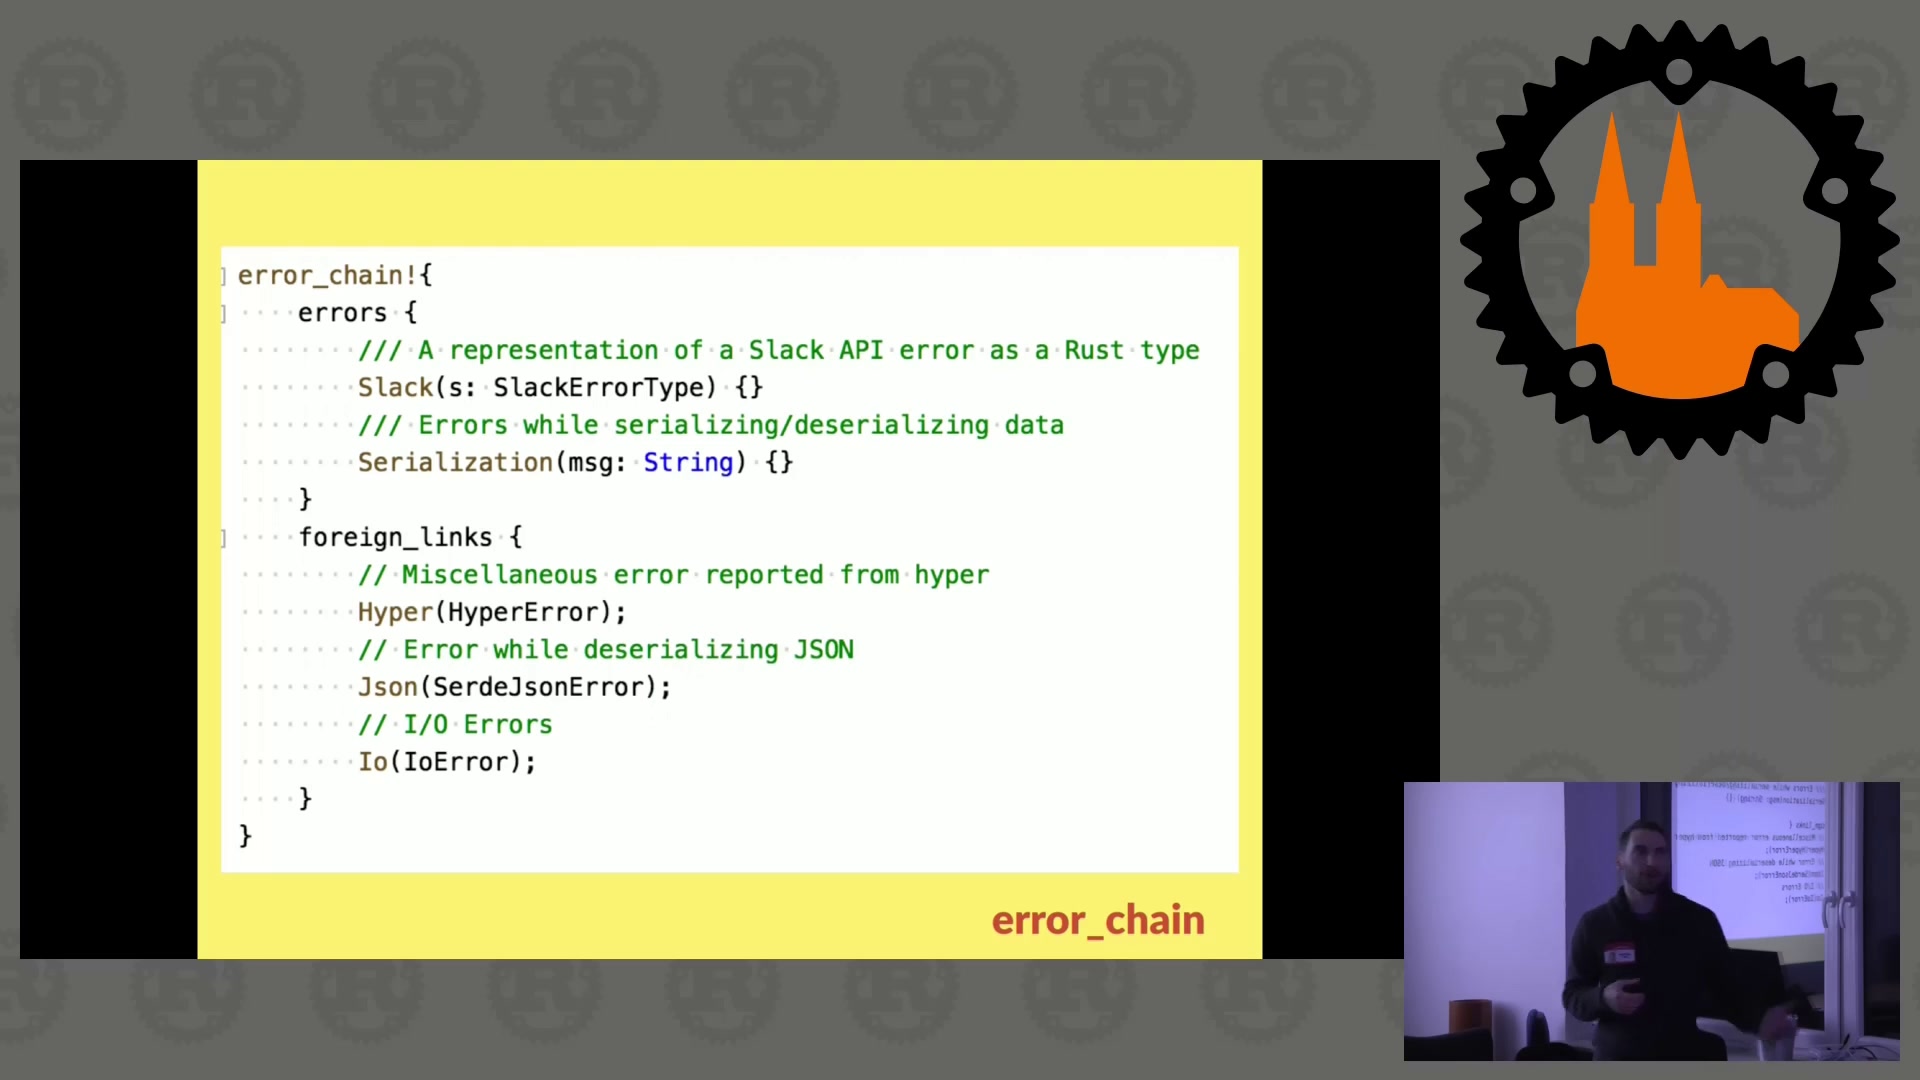 error_chain!{
errors {
/// A representation of a Slack API error as a Rust type
Slack(s: SlackErrorType) {}
/// Errors while serializing/deserializing data
Serialization(msg: String) {}
}
foreign_links {
// Miscellaneous error reported from hyper
Hyper(HyperError);
// Error while deserializing JSON
Json(SerdeJsonError);
// I/O Errors
Io(IoError);
}
}
error_chain